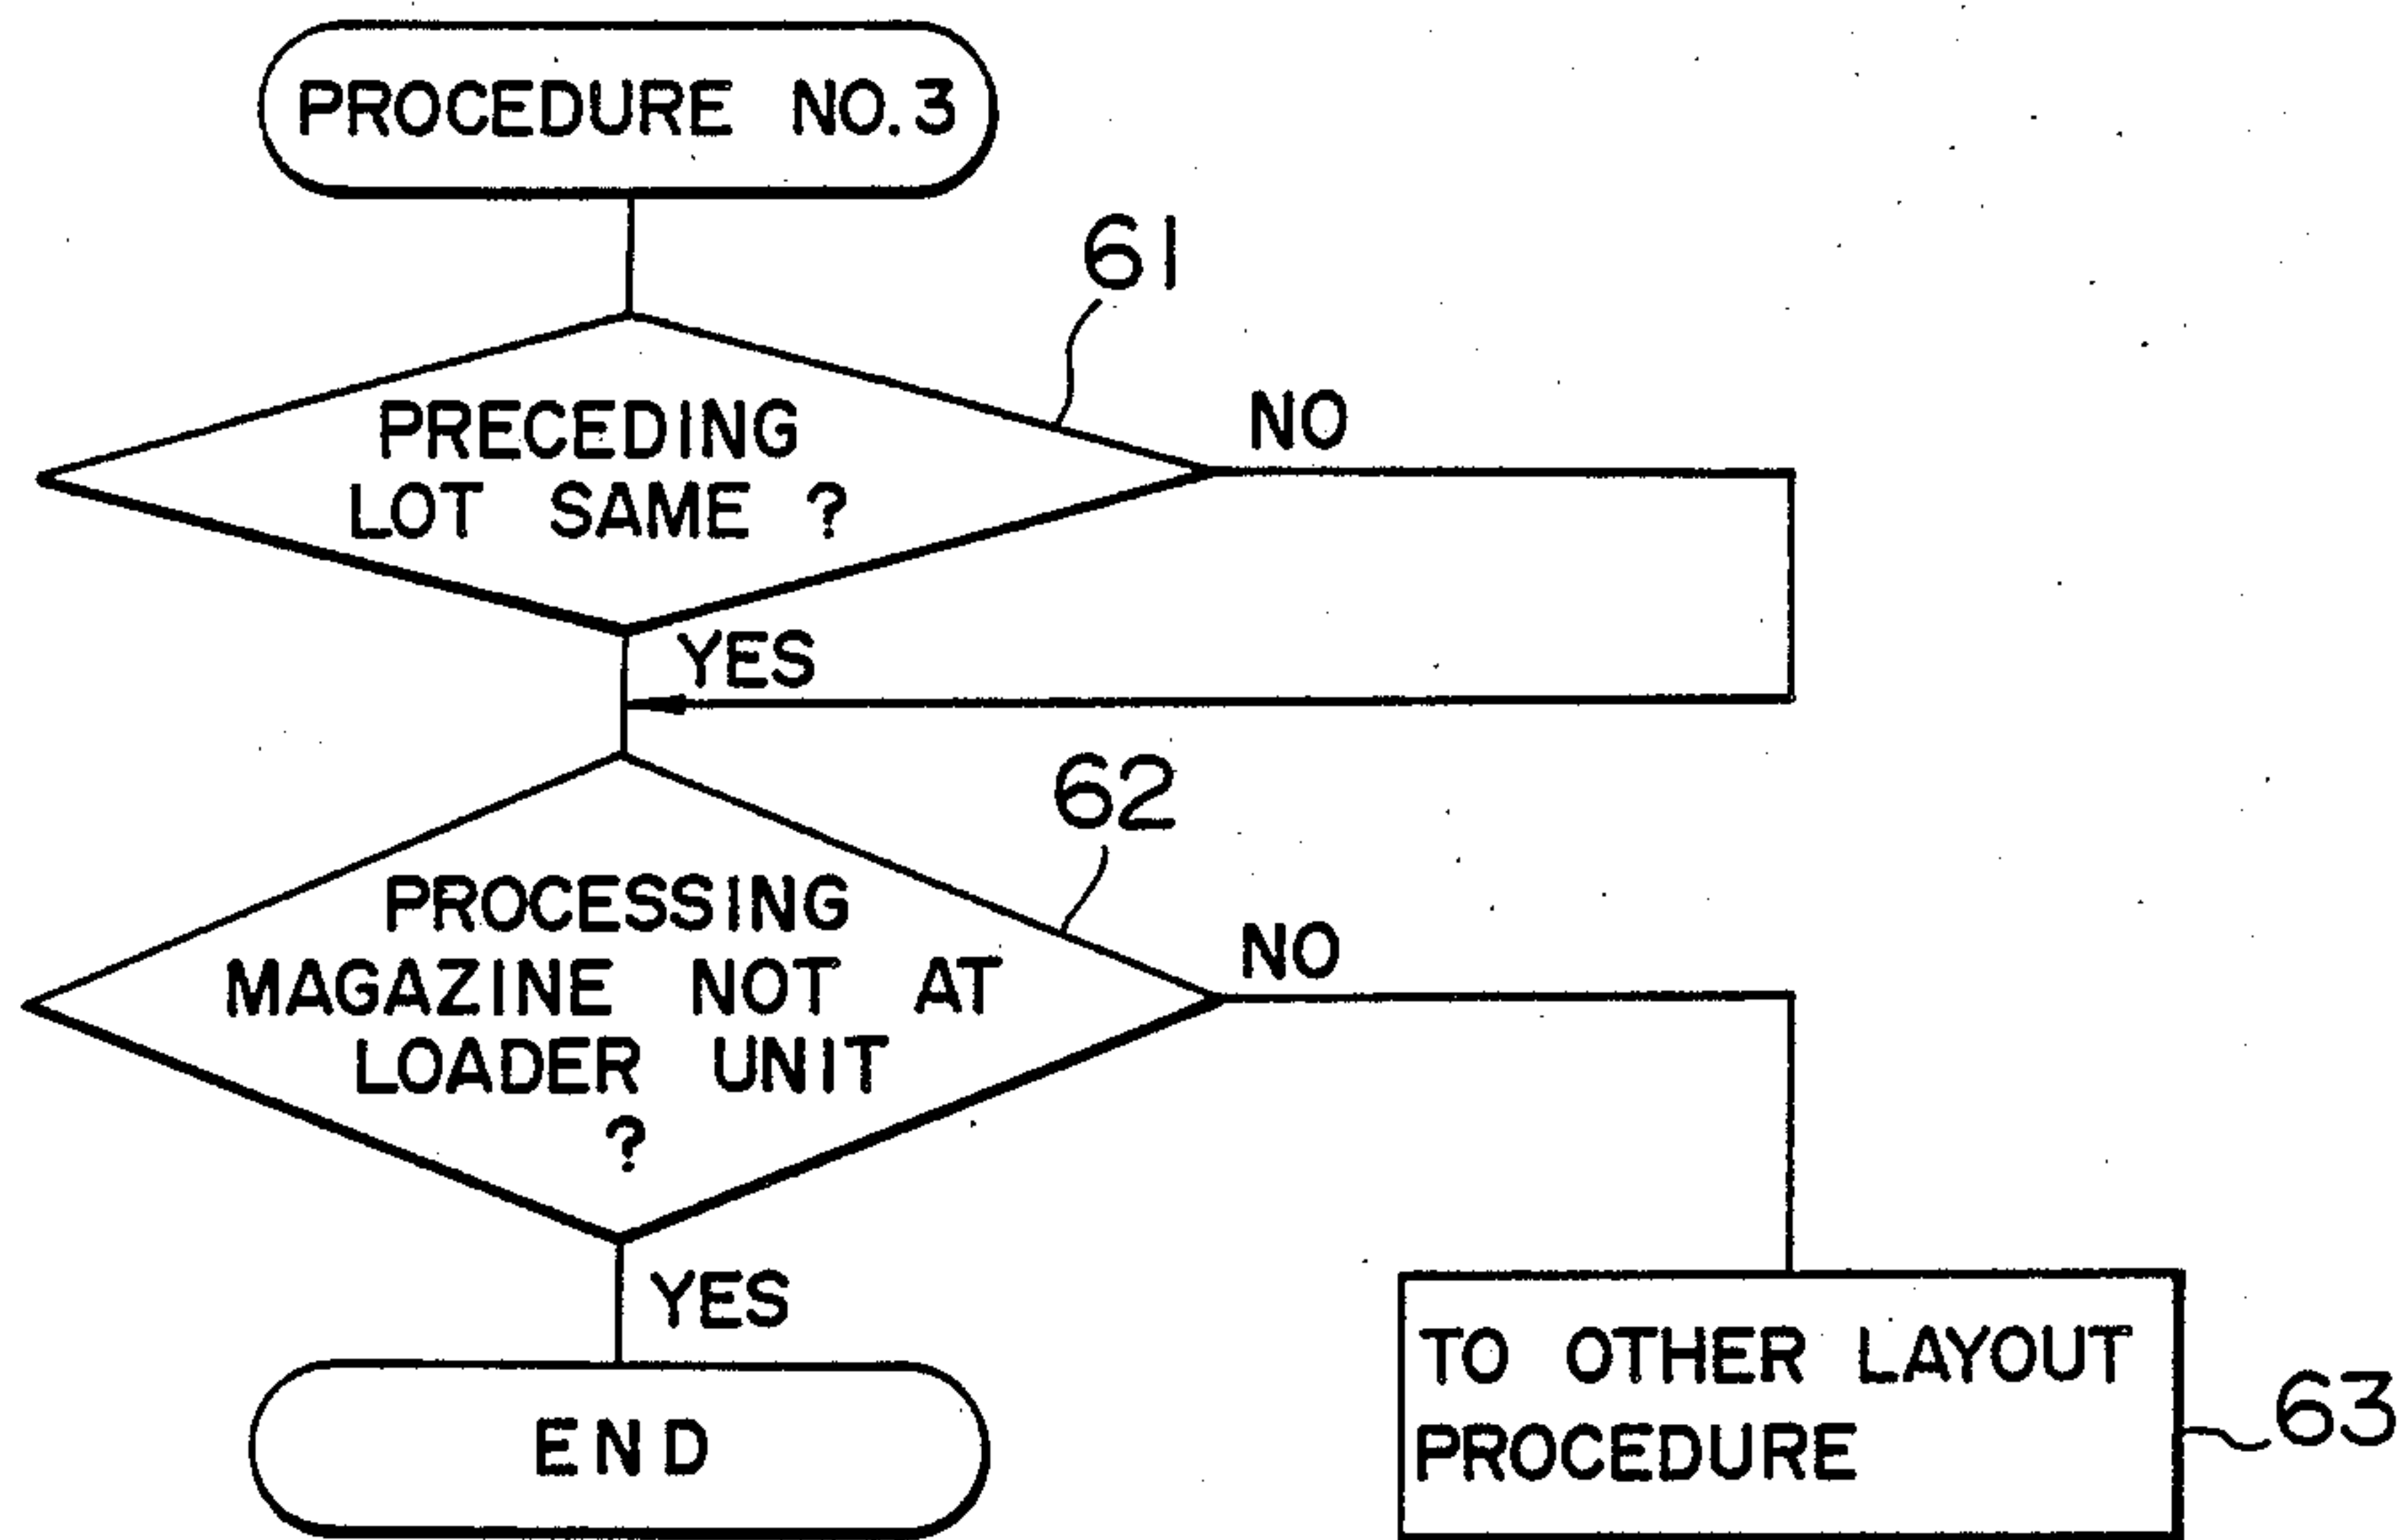 PROCEDURE NO.3
61
PRECEDING
LOT SAME ?
NO
YES
62
PROCESSING
MAGAZINE NOT AT
LOADER UNIT
?
NO
YES
END
TO OTHER LAYOUT
PROCEDURE
63